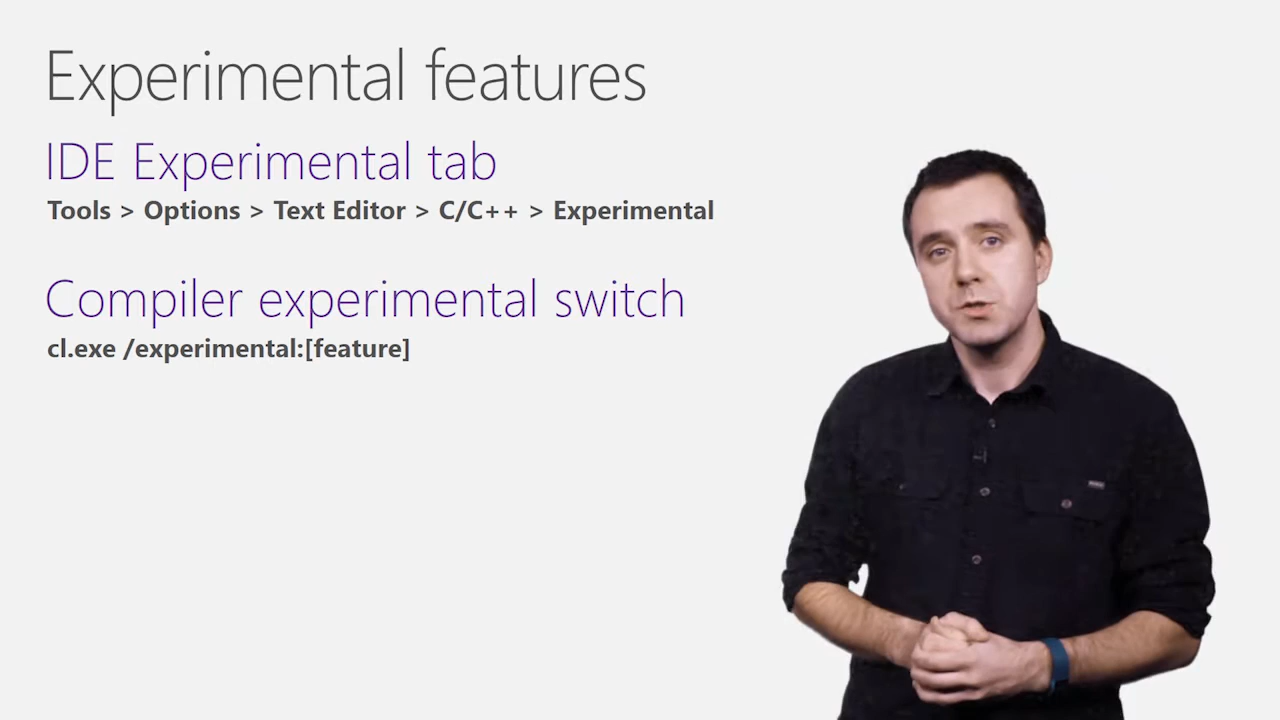 Experimental features
IDE Experimental tab
Tools > Options > Text Editor > C/C++ > Experimental
Compiler experimental switch
cl.exe /experimental:[feature]